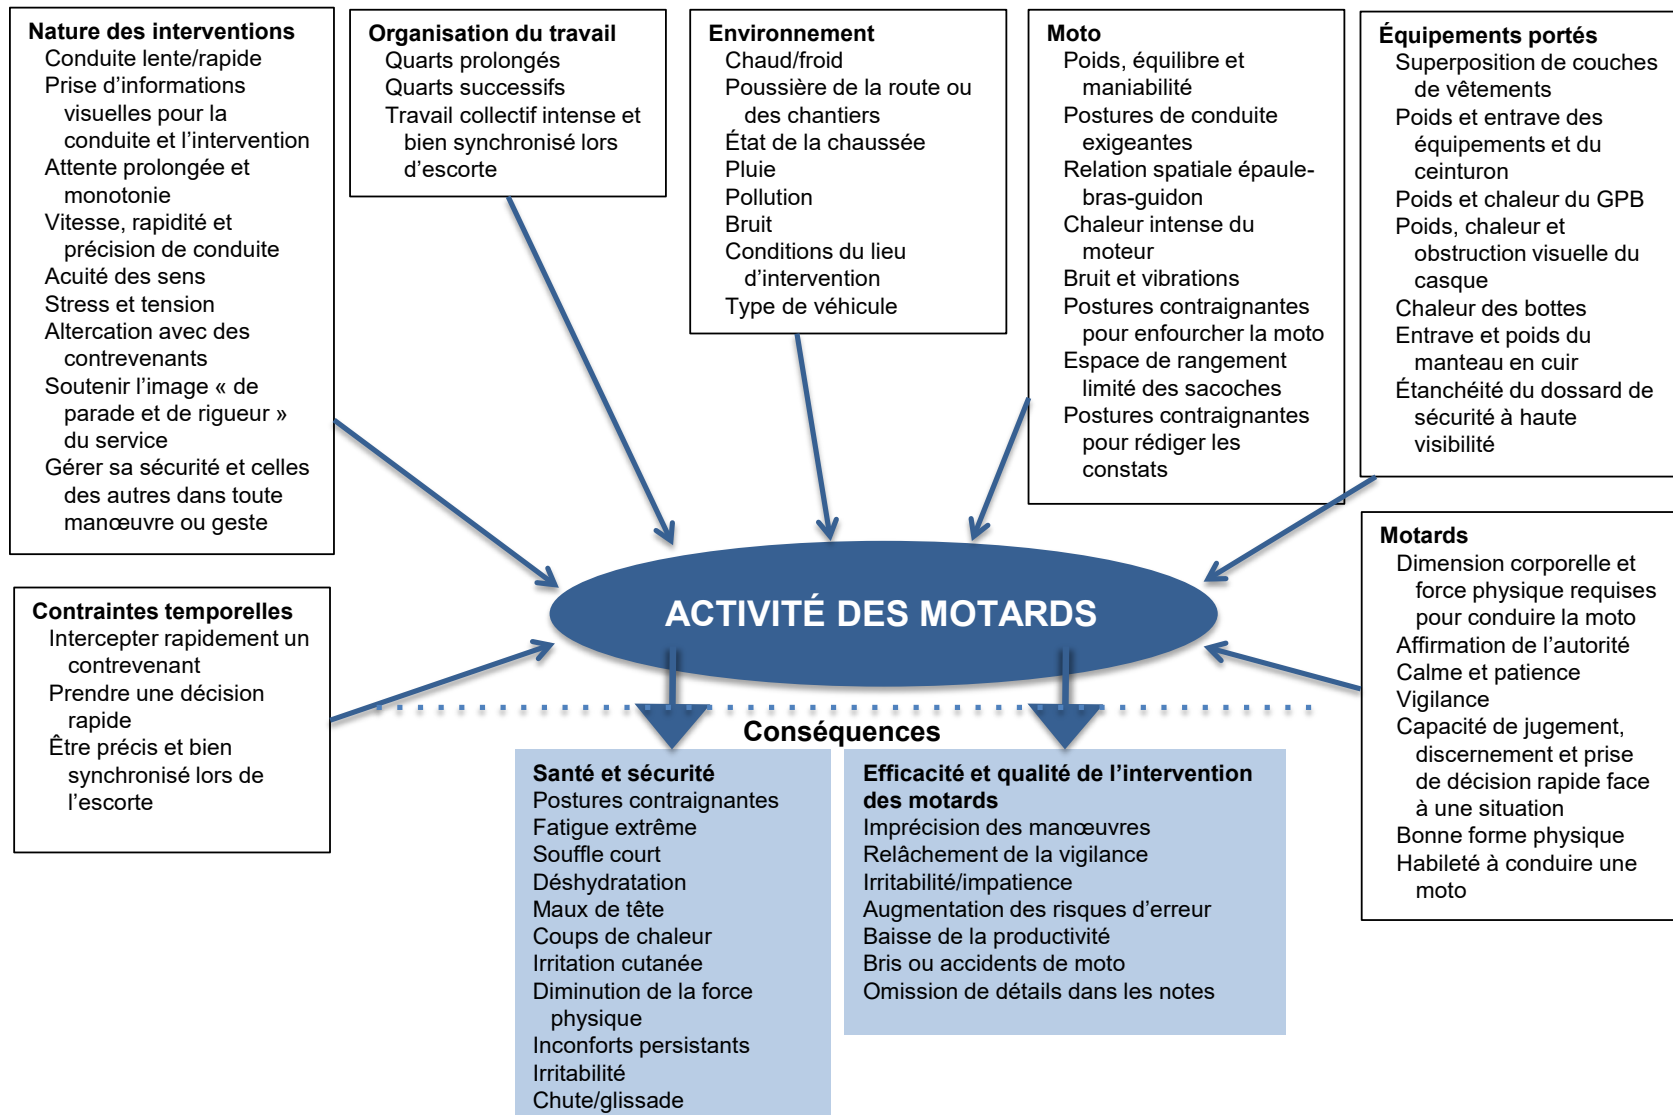 Nature des interventions
Conduite lente/rapide
Prise d’informations
visuelles pour la
conduite et l’intervention
Attente prolongée et
monotonie
Vitesse, rapidité et
précision de conduite
Acuité des sens
Stress et tension
Altercation avec des
contrevenants
Soutenir l’image « de
parade et de rigueur »
du service
Gérer sa sécurité et celles
des autres dans toute
manœuvre ou geste
Organisation du travail
Quarts prolongés
Quarts successifs
Travail collectif intense et
bien synchronisé lors
d’escorte
Environnement
Chaud/froid
Poussière de la route ou
des chantiers
État de la chaussée
Pluie
Pollution
Bruit
Conditions du lieu
d’intervention
Type de véhicule
Moto
Poids, équilibre et
maniabilité
Postures de conduite
exigeantes
Relation spatiale épaule-
bras-guidon
Chaleur intense du
moteur
Bruit et vibrations
Postures contraignantes
pour enfourcher la moto
Espace de rangement
limité des sacoches
Postures contraignantes
pour rédiger les
constats
Équipements portés
Superposition de couches
de vêtements
Poids et entrave des
équipements et du
ceinturon
Poids et chaleur du GPB
Poids, chaleur et
obstruction visuelle du
casque
Chaleur des bottes
Entrave et poids du
manteau en cuir
Étanchéité du dossard de
sécurité à haute
visibilité
Contraintes temporelles
Intercepter rapidement un
contrevenant
Prendre une décision
rapide
Être précis et bien
synchronisé lors de
l’escorte
ACTIVITÉ DES MOTARDS
Motards
Dimension corporelle et
force physique requises
pour conduire la moto
Affirmation de l’autorité
Calme et patience
Vigilance
Capacité de jugement,
discernement et prise
de décision rapide face
à une situation
Bonne forme physique
Habileté à conduire une
moto
Conséquences
Santé et sécurité
Postures contraignantes
Fatigue extrême
Souffle court
Déshydratation
Maux de tête
Coups de chaleur
Irritation cutanée
Diminution de la force
physique
Inconforts persistants
Irritabilité
Chute/glissade
Efficacité et qualité de l’intervention
des motards
Imprécision des manœuvres
Relâchement de la vigilance
Irritabilité/impatience
Augmentation des risques d’erreur
Baisse de la productivité
Bris ou accidents de moto
Omission de détails dans les notes